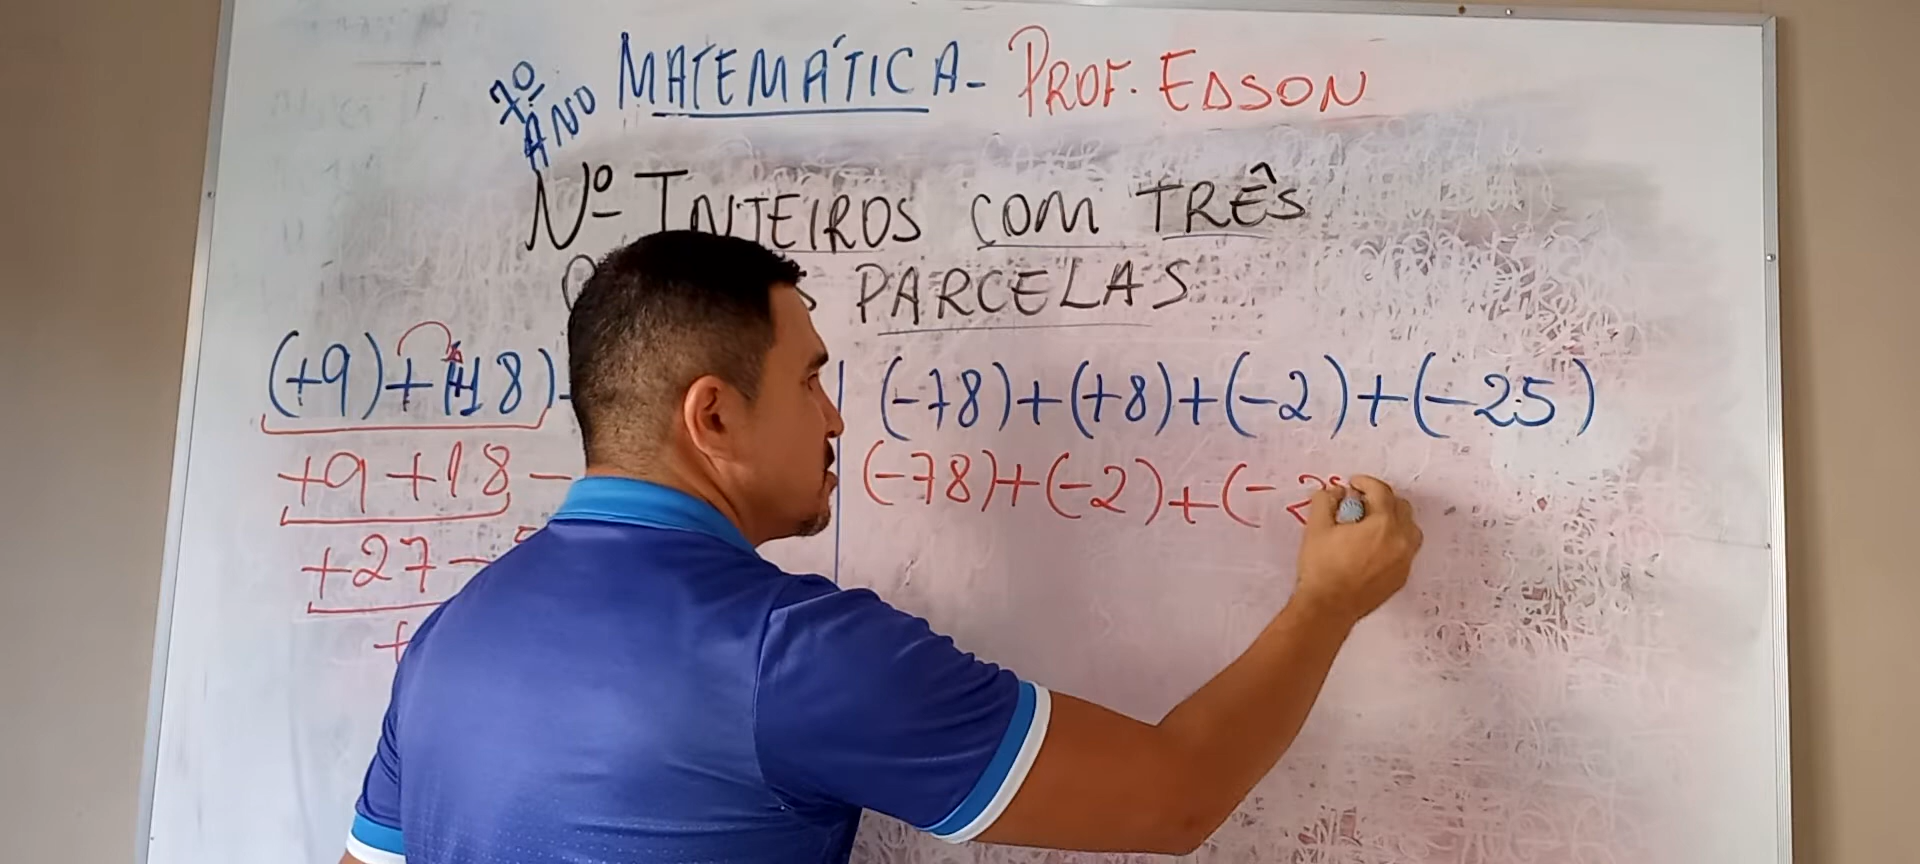 7º ANO MATEMÁTICA - PROF. EDSON
Nº INTEIROS COM TRÊS
PARCELAS
(+9)+(+18)
+9+18-
+27-
+
(-78)+(+8)+(-2)+(-25)
(-78)+(-2)+(-2